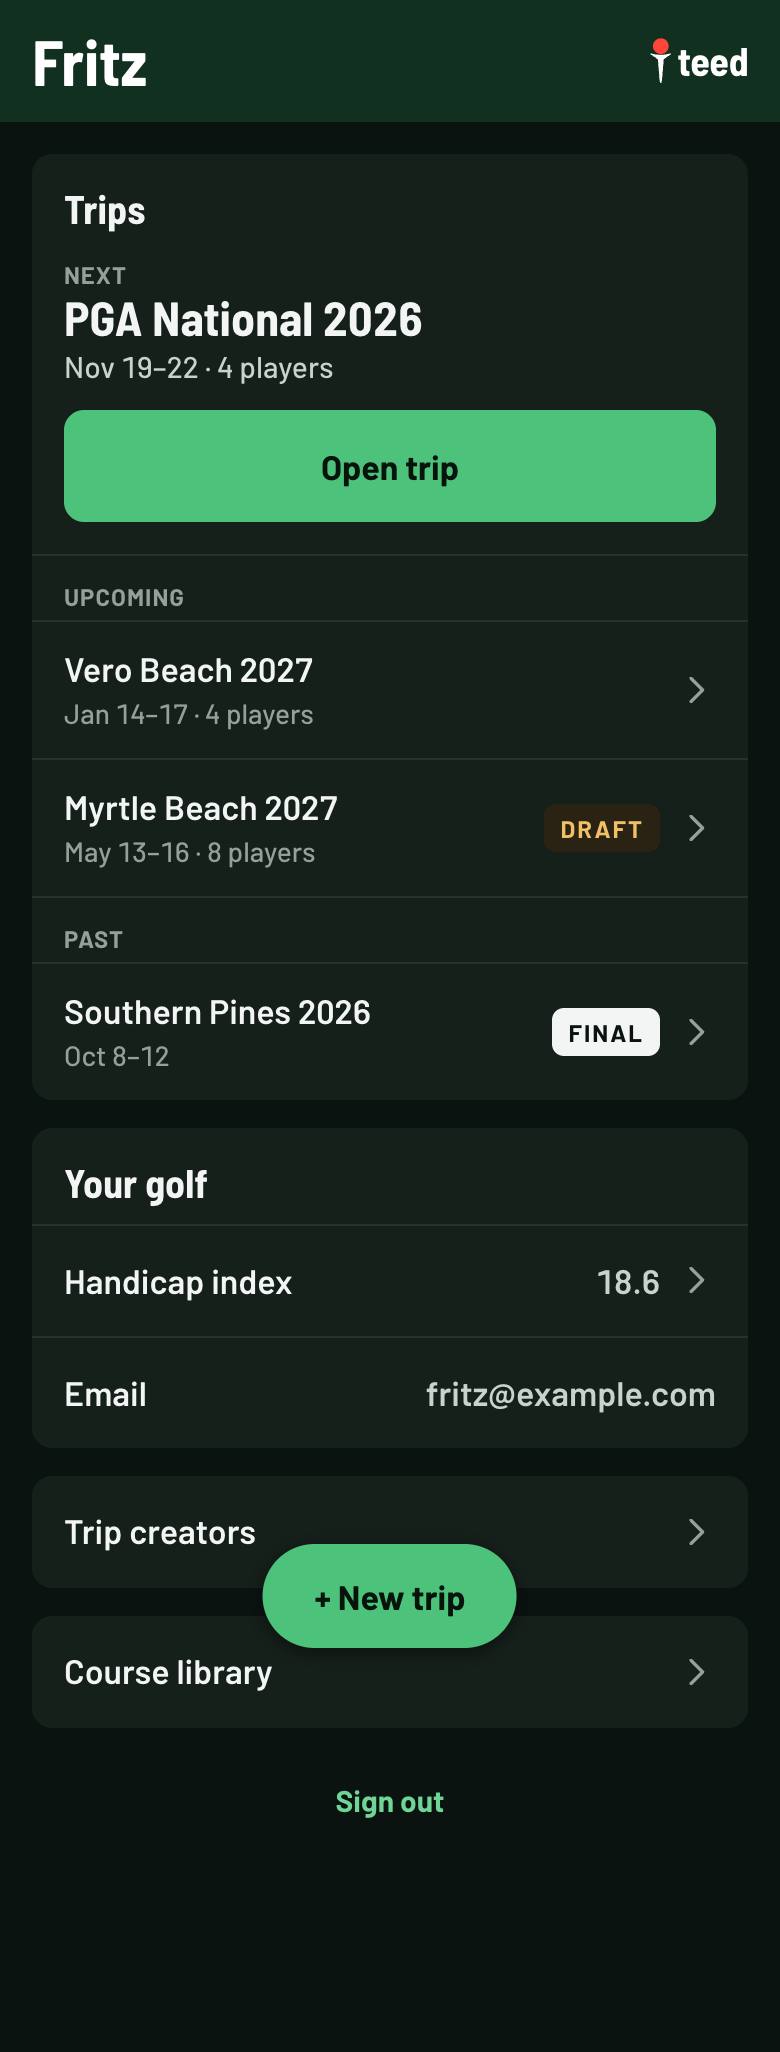 Fritz
teed
Trips
NEXT
PGA National 2026
Nov 19–22 · 4 players
Open trip
UPCOMING
Vero Beach 2027
Jan 14–17 · 4 players
Myrtle Beach 2027
May 13–16 · 8 players
DRAFT
PAST
Southern Pines 2026
Oct 8–12
FINAL
Your golf
Handicap index
18.6
Email
fritz@example.com
Trip creators
+ New trip
Course library
Sign out